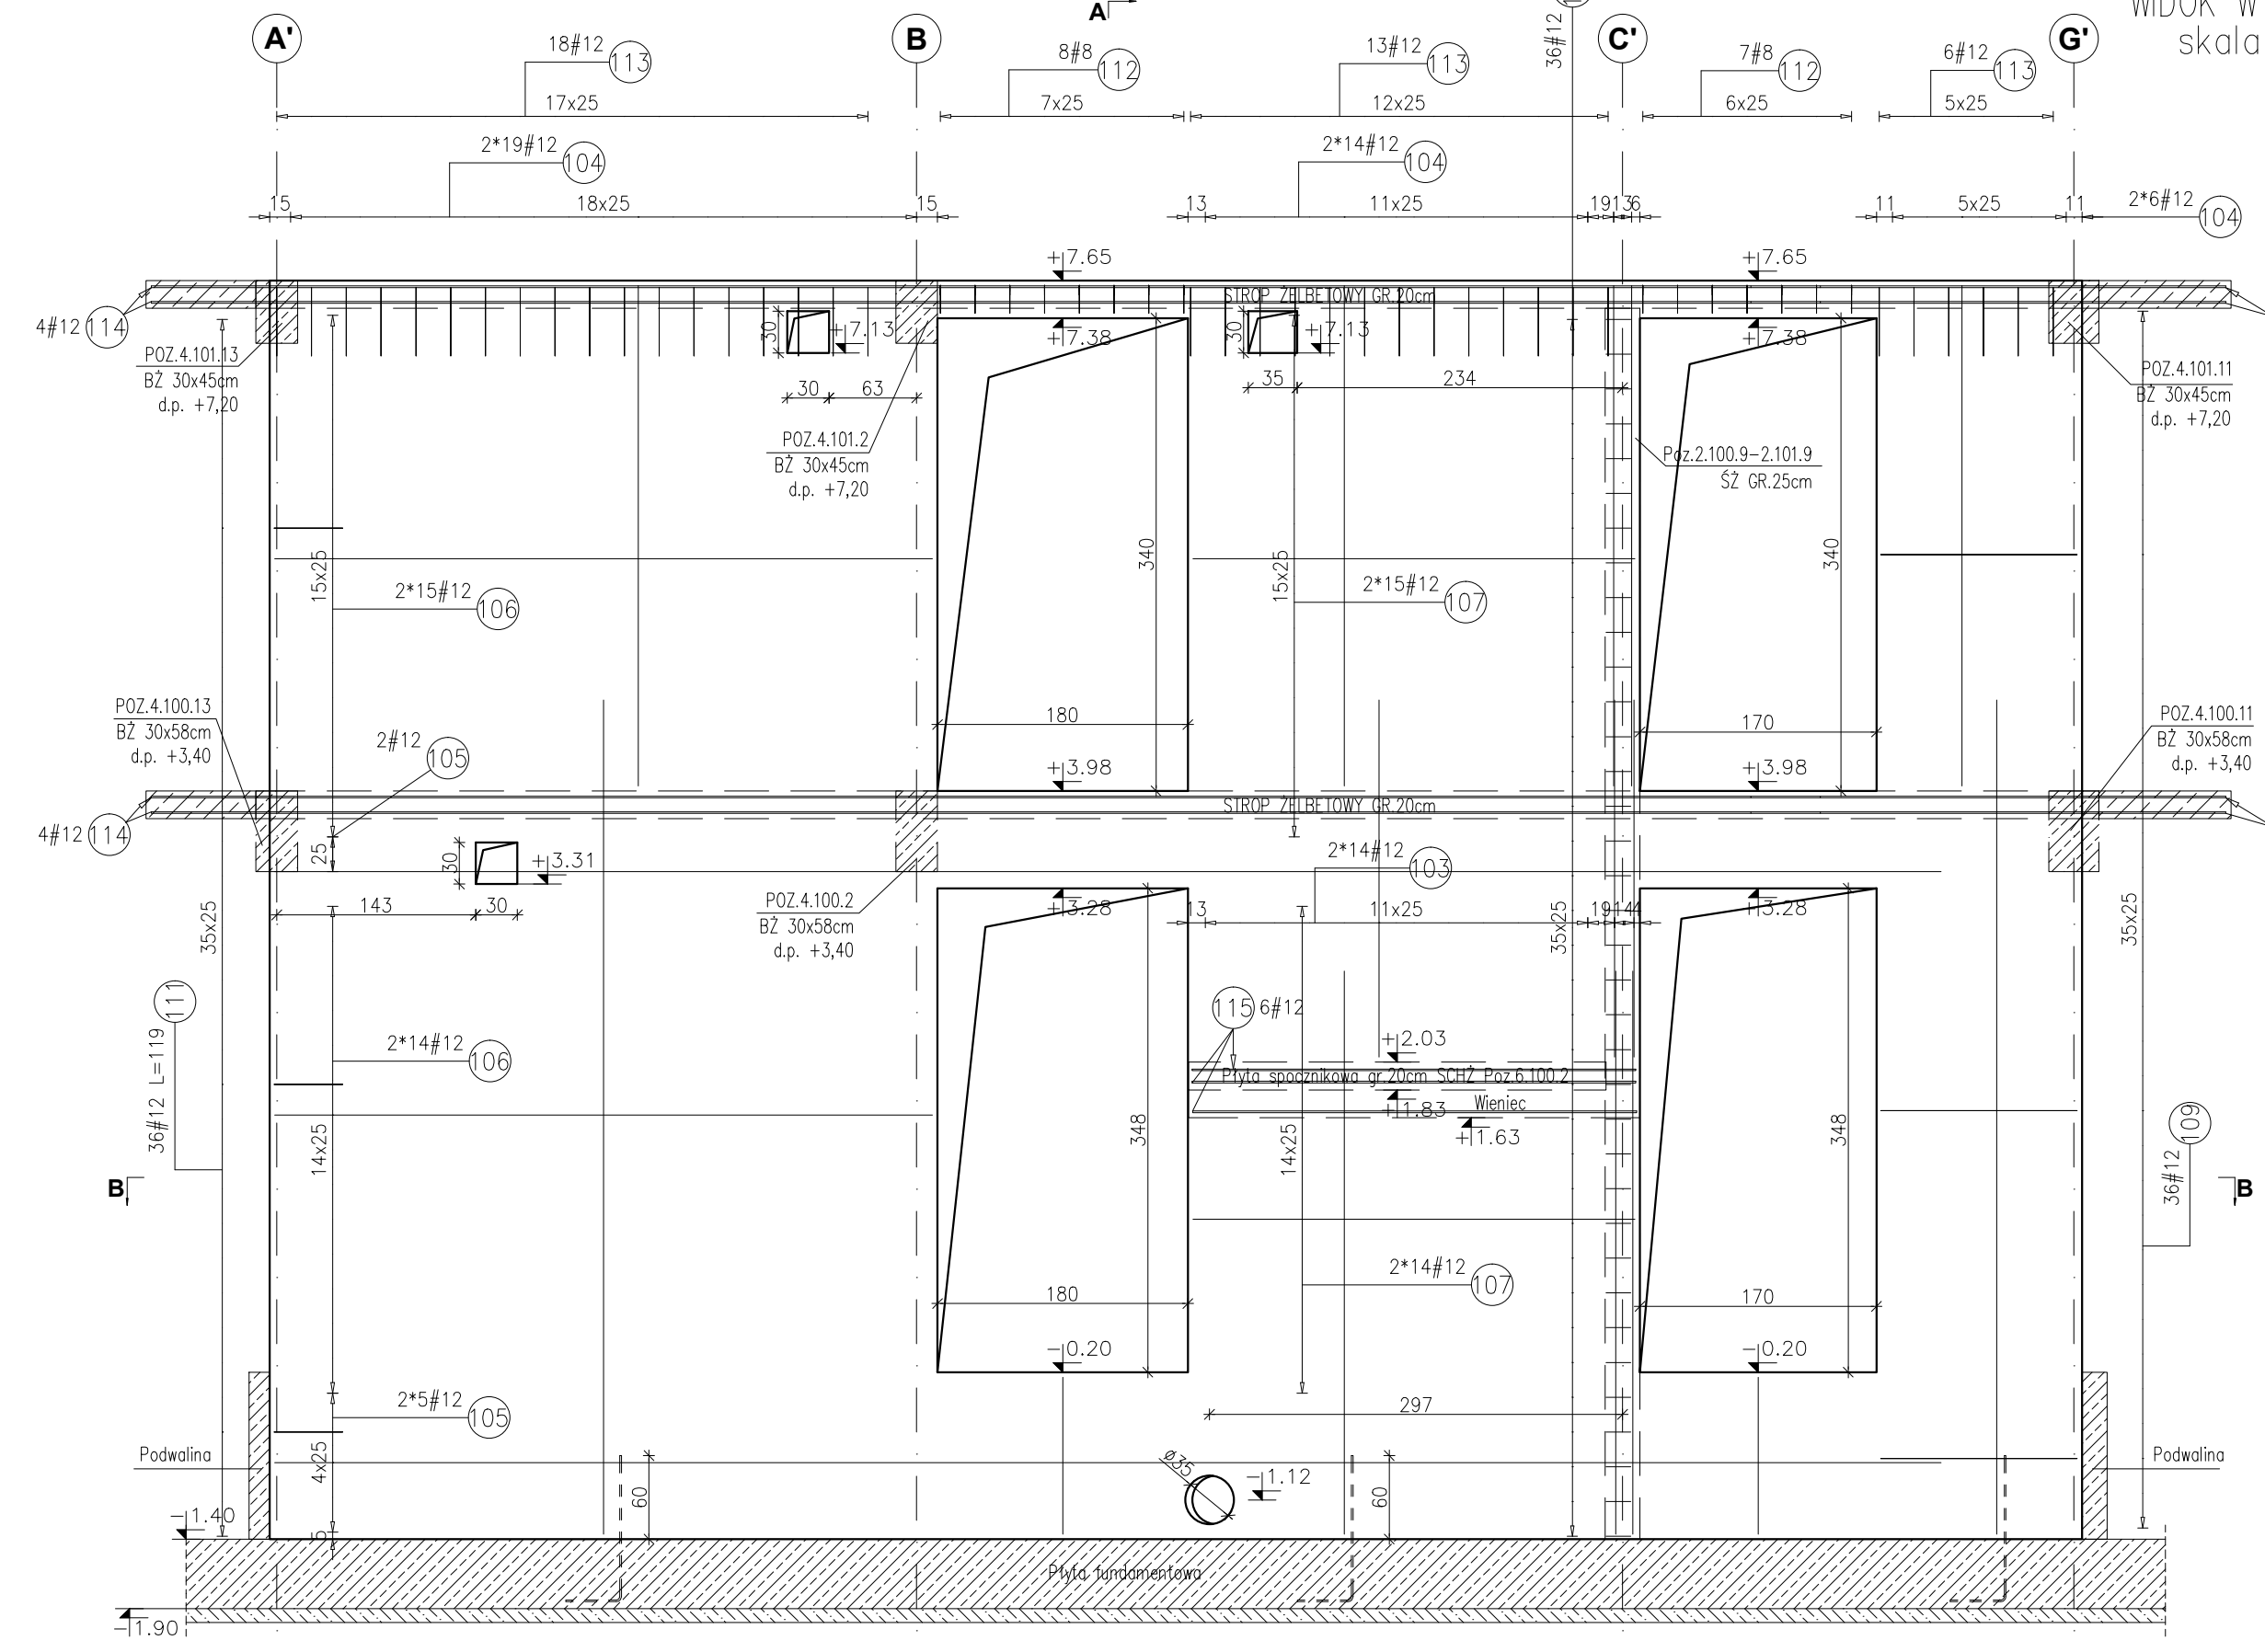 A
WIDOK W
skala
A'
B
C'
G'
18#12 113
8#8 112
13#12 113
36#12
7#8 112
6#12 113
17x25
7x25
12x25
6x25
5x25
2*19#12 104
2*14#12 104
2*6#12 104
15
18x25
15
13
11x25
19
13
6
11
5x25
11
+7.65
+7.65
STROP ŻELBETOWY GR.20cm
4#12 114
30
+7.13
+7.38
30
+7.13
+7.38
POZ.4.101.13
BŻ 30x45cm
d.p. +7,20
30
63
35
234
POZ.4.101.11
BŻ 30x45cm
d.p. +7,20
POZ.4.101.2
BŻ 30x45cm
d.p. +7,20
Poz.2.100.9-2.101.9
ŚŻ GR.25cm
15x25
340
15x25
340
2*15#12 106
2*15#12 107
POZ.4.100.13
BŻ 30x58cm
d.p. +3,40
2#12 105
180
170
POZ.4.100.11
BŻ 30x58cm
d.p. +3,40
+3.98
+3.98
STROP ŻELBETOWY GR.20cm
4#12 114
25
30
+3.31
2*14#12 103
143
30
POZ.4.100.2
BŻ 30x58cm
d.p. +3,40
+3.28
13
11x25
19
14
4
+3.28
35x25
35x25
35x25
111
36#12 L=119
115 6#12
2*14#12 106
+2.03
Płyta spocznikowa gr.20cm SCHŻ Poz.6.100.2
+1.83
Wieniec
+1.63
14x25
348
14x25
348
109
36#12
B
B
2*14#12 107
180
170
-0.20
-0.20
2*5#12 105
297
Podwalina
4x25
60
ø35
-1.12
60
Podwalina
-1.40
5
Płyta fundamentowa
-1.90